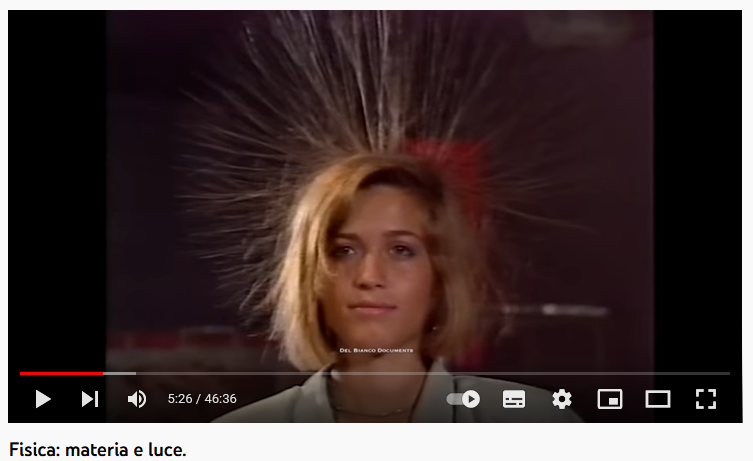 DEL BIANCO DOCUMENTS
5:26 / 46:36
Fisica: materia e luce.